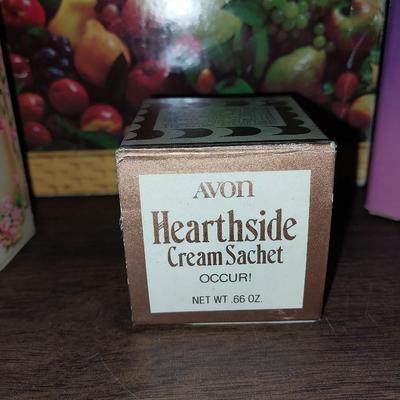 AVON
Hearthside
Cream Sachet
OCCUR!
NET WT .66 OZ.